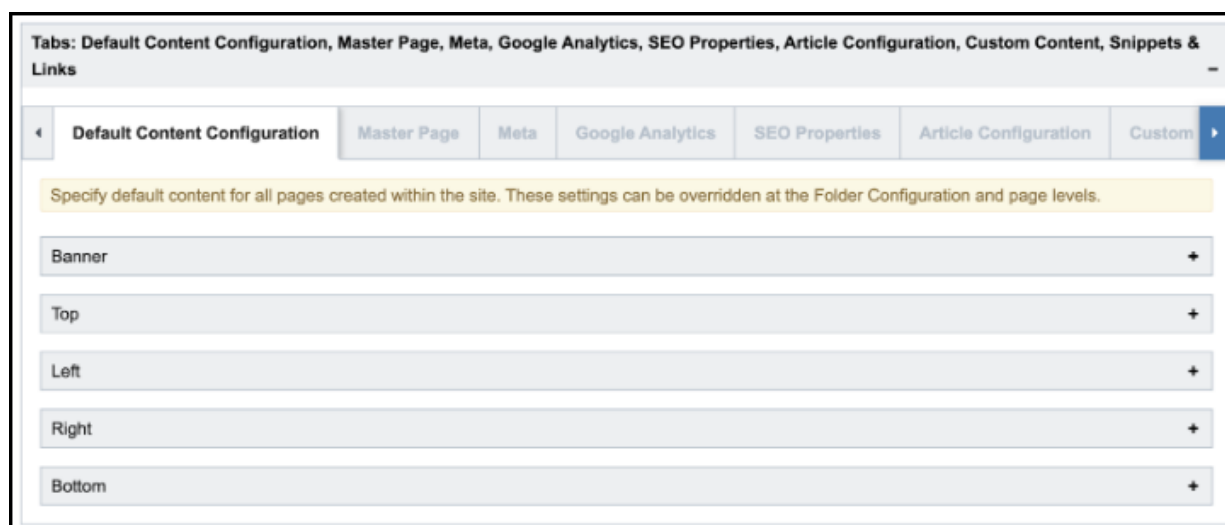 Tabs: Default Content Configuration, Master Page, Meta, Google Analytics, SEO Properties, Article Configuration, Custom Content, Snippets &
Links
Default Content Configuration Master Page Meta Google Analytics SEO Properties Article Configuration Custom
Specify default content for all pages created within the site. These settings can be overridden at the Folder Configuration and page levels.
Banner
Top
Left
Right
Bottom